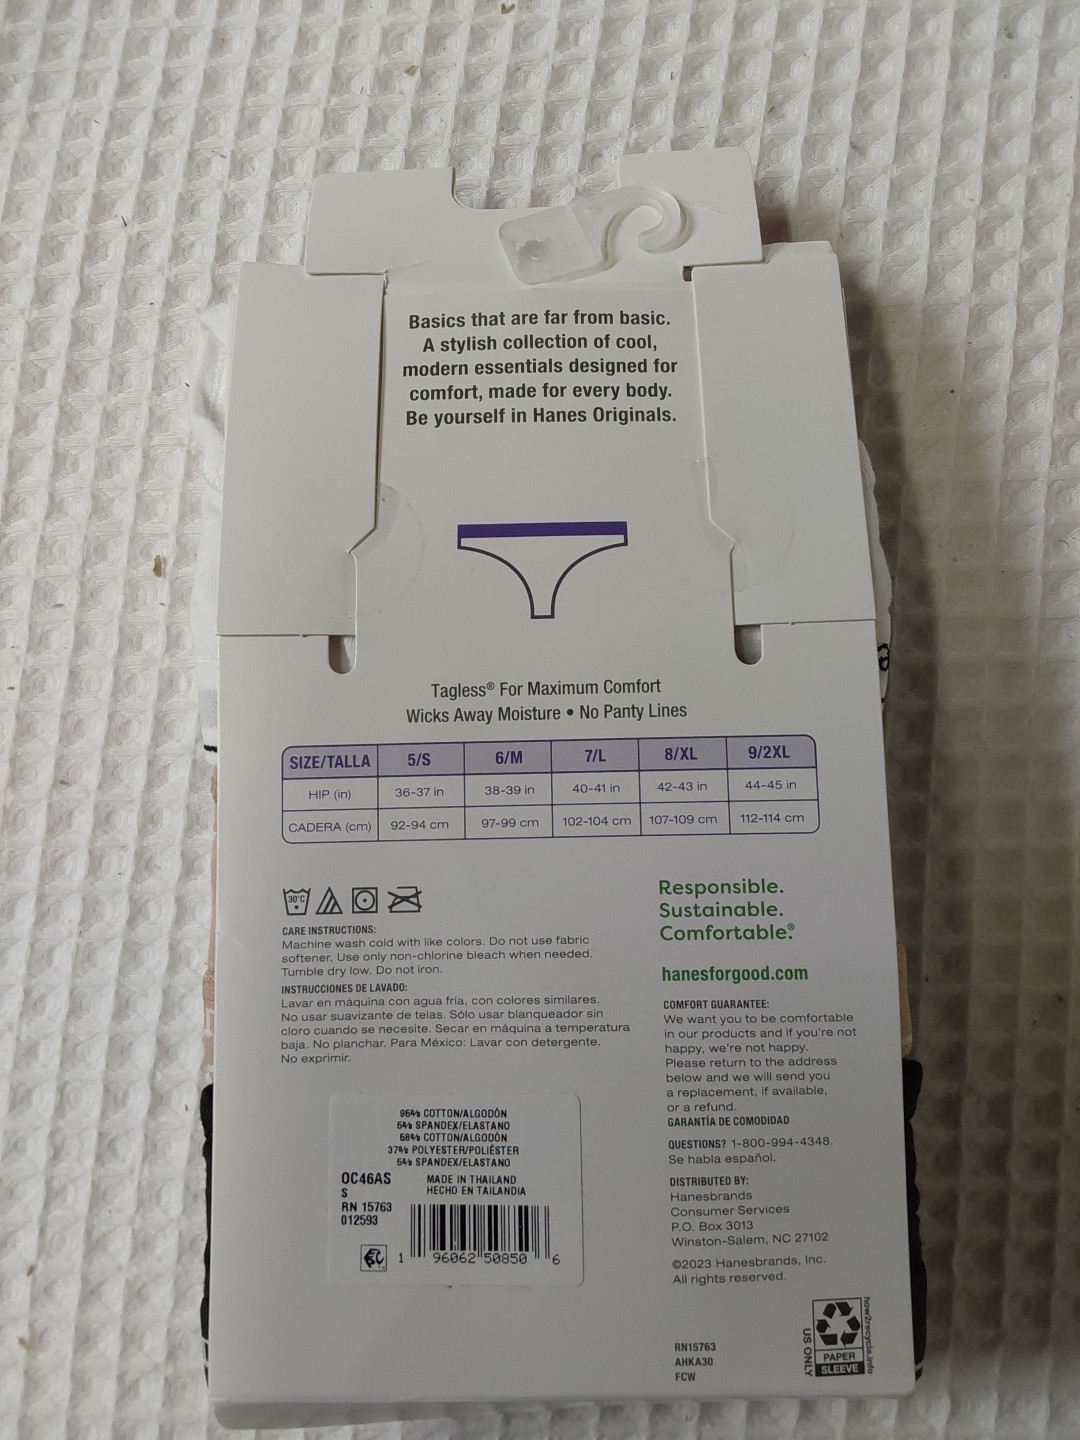 Basics that are far from basic.
A stylish collection of cool,
modern essentials designed for
comfort, made for every body.
Be yourself in Hanes Originals.
Tagless® For Maximum Comfort
Wicks Away Moisture • No Panty Lines
SIZE/TALLA 5/S 6/M 7/L 8/XL 9/2XL
HIP (in) 36-37 in 38-39 in 40-41 in 42-43 in 44-45 in
CADERA (cm) 92-94 cm 97-99 cm 102-104 cm 107-109 cm 112-114 cm
30°C
CARE INSTRUCTIONS:
Machine wash cold with like colors. Do not use fabric
softener. Use only non-chlorine bleach when needed.
Tumble dry low. Do not iron.
INSTRUCCIONES DE LAVADO:
Lavar en máquina con agua fría, con colores similares.
No usar suavizante de telas. Sólo usar blanqueador sin
cloro cuando se necesite. Secar en máquina a temperatura
baja. No planchar. Para México: Lavar con detergente.
No exprimir.
95% COTTON/ALGODÓN
5% SPANDEX/ELASTANO
58% COTTON/ALGODÓN
37% POLYESTER/POLIÉSTER
5% SPANDEX/ELASTANO
OC46AS
S
RN 15763
012593
MADE IN THAILAND
HECHO EN TAILANDIA
1 96062 50850 6
Responsible.
Sustainable.
Comfortable.®
hanesforgood.com
COMFORT GUARANTEE:
We want you to be comfortable
in our products and if you're not
happy, we're not happy.
Please return to the address
below and we will send you
a replacement, if available,
or a refund.
GARANTÍA DE COMODIDAD
QUESTIONS? 1-800-994-4348.
Se habla español.
DISTRIBUTED BY:
Hanesbrands
Consumer Services
P.O. Box 3013
Winston-Salem, NC 27102
©2023 Hanesbrands, Inc.
All rights reserved.
RN15763
AHKA30
FCW
US ONLY
PAPER
SLEEVE
how2recycle.info